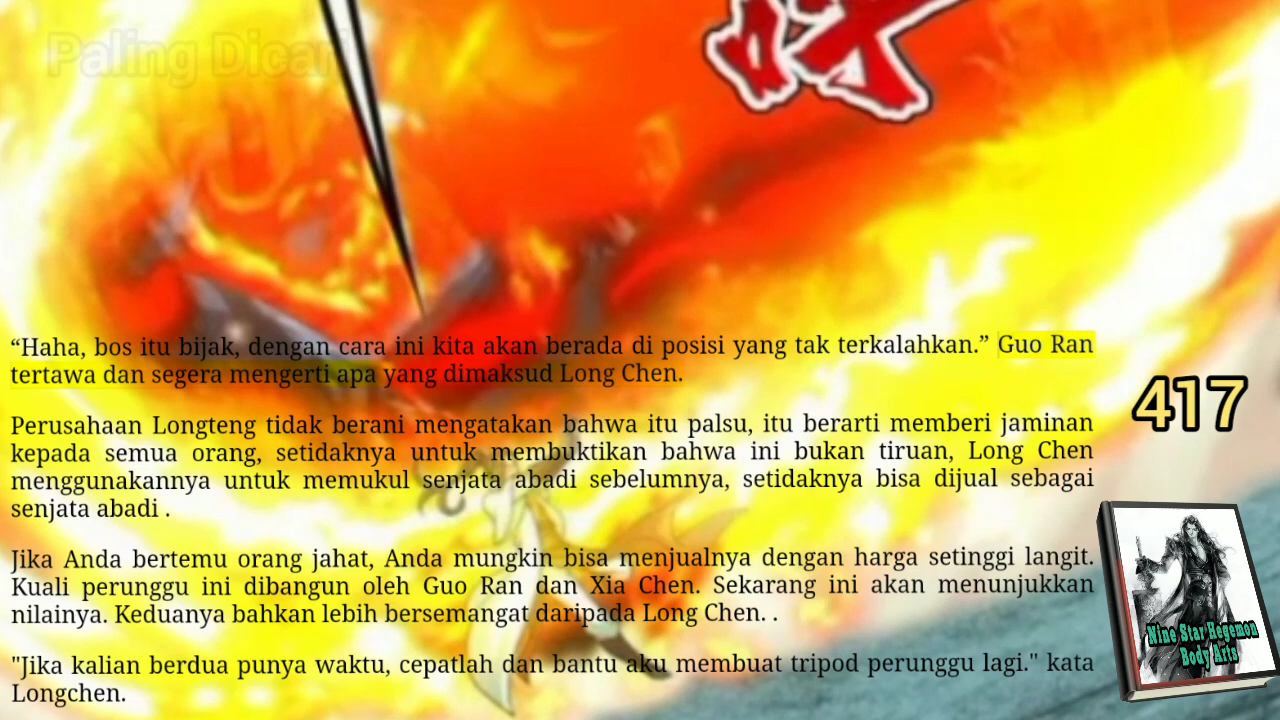 Paling Dicari
“Haha, bos itu bijak, dengan cara ini kita akan berada di posisi yang tak terkalahkan.” Guo Ran
tertawa dan segera mengerti apa yang dimaksud Long Chen.
Perusahaan Longteng tidak berani mengatakan bahwa itu palsu, itu berarti memberi jaminan
kepada semua orang, setidaknya untuk membuktikan bahwa ini bukan tiruan, Long Chen
menggunakannya untuk memukul senjata abadi sebelumnya, setidaknya bisa dijual sebagai
senjata abadi .
Jika Anda bertemu orang jahat, Anda mungkin bisa menjualnya dengan harga setinggi langit.
Kuali perunggu ini dibangun oleh Guo Ran dan Xia Chen. Sekarang ini akan menunjukkan
nilainya. Keduanya bahkan lebih bersemangat daripada Long Chen. .
"Jika kalian berdua punya waktu, cepatlah dan bantu aku membuat tripod perunggu lagi." kata
Longchen.
417
Nine Star Hegemon
Body Arts